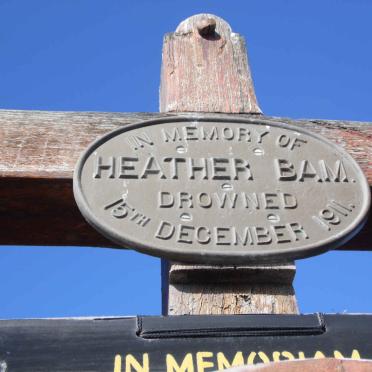 IN MEMORY OF
HEATHER BAM.
DROWNED
15TH DECEMBER 1911.
IN MEMORIAM